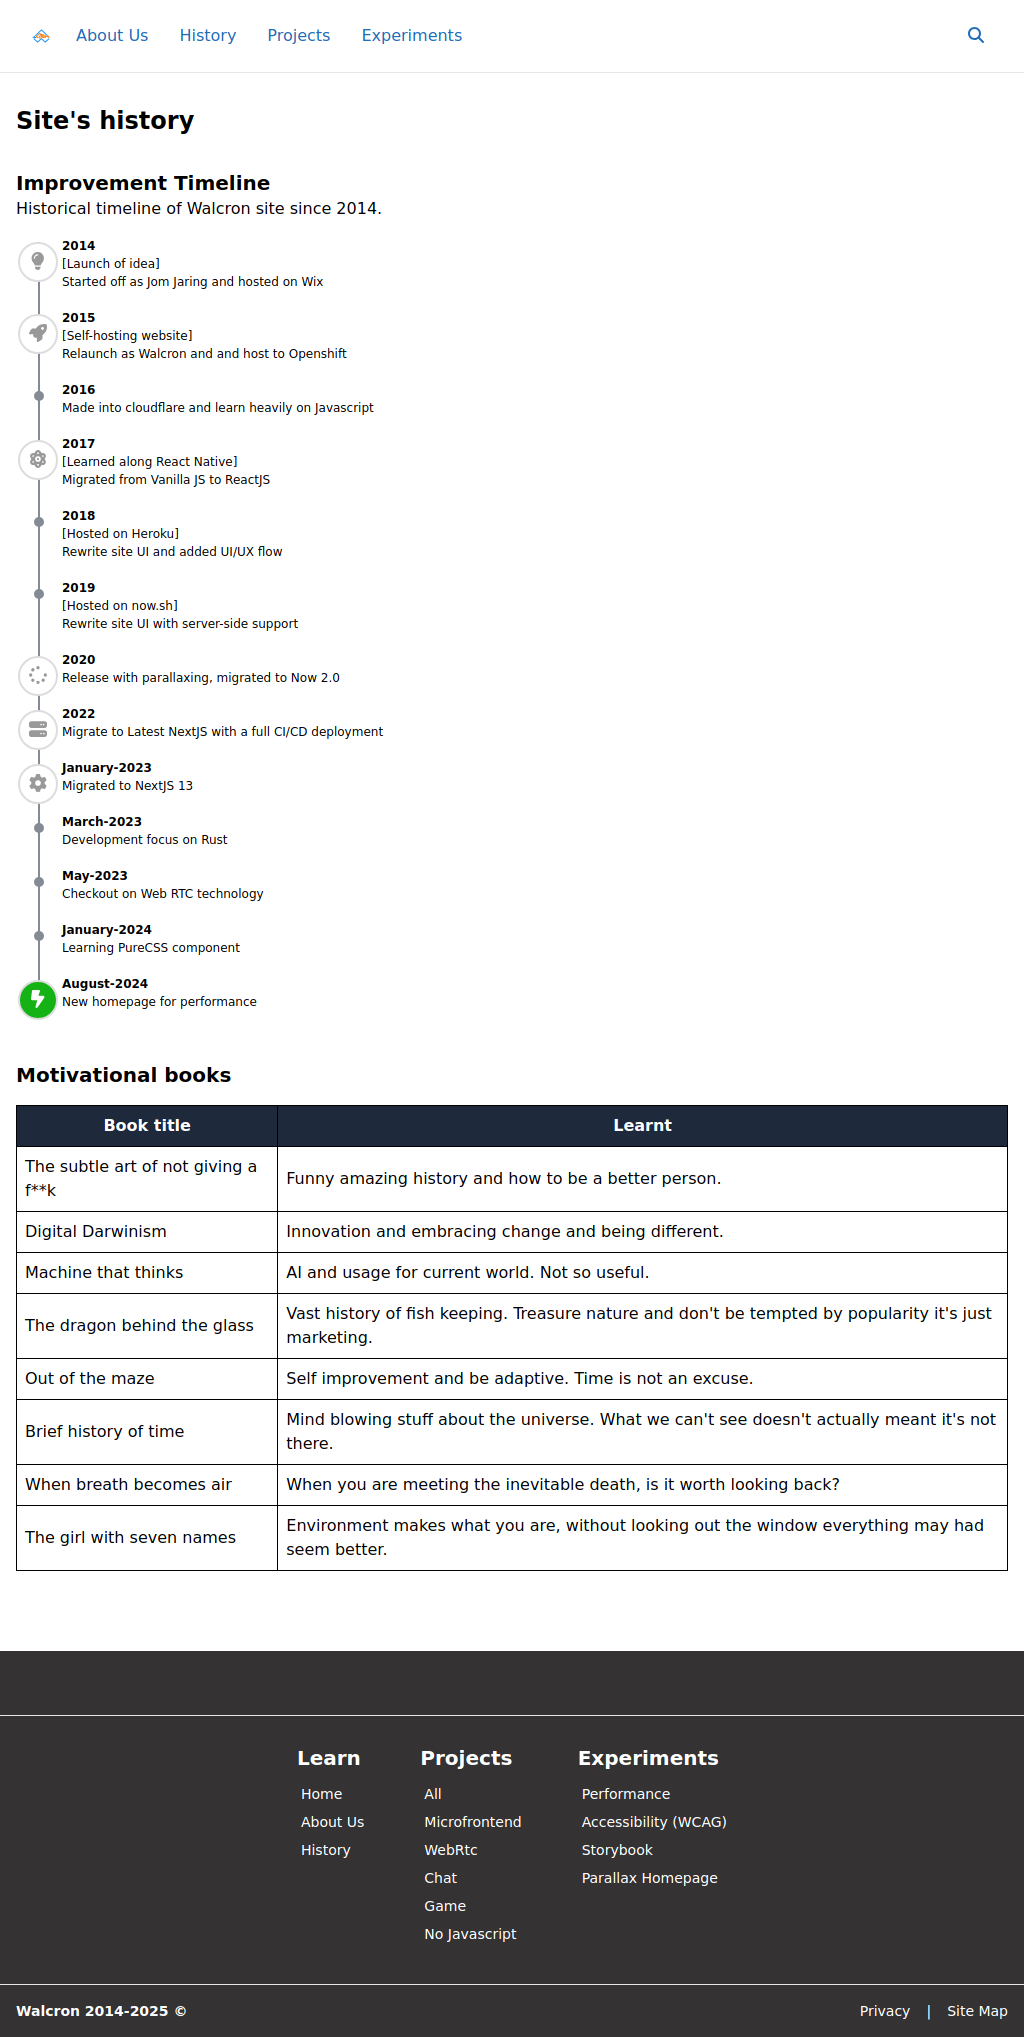 About Us History Projects Experiments
Site's history
Improvement Timeline
Historical timeline of Walcron site since 2014.
2014
[Launch of idea]
Started off as Jom Jaring and hosted on Wix
2015
[Self-hosting website]
Relaunch as Walcron and and host to Openshift
2016
Made into cloudflare and learn heavily on Javascript
2017
[Learned along React Native]
Migrated from Vanilla JS to ReactJS
2018
[Hosted on Heroku]
Rewrite site UI and added UI/UX flow
2019
[Hosted on now.sh]
Rewrite site UI with server-side support
2020
Release with parallaxing, migrated to Now 2.0
2022
Migrate to Latest NextJS with a full CI/CD deployment
January-2023
Migrated to NextJS 13
March-2023
Development focus on Rust
May-2023
Checkout on Web RTC technology
January-2024
Learning PureCSS component
August-2024
New homepage for performance
Motivational books
Book title Learnt
The subtle art of not giving a
f**k
Funny amazing history and how to be a better person.
Digital Darwinism
Innovation and embracing change and being different.
Machine that thinks
AI and usage for current world. Not so useful.
The dragon behind the glass
Vast history of fish keeping. Treasure nature and don't be tempted by popularity it's just
marketing.
Out of the maze
Self improvement and be adaptive. Time is not an excuse.
Brief history of time
Mind blowing stuff about the universe. What we can't see doesn't actually meant it's not
there.
When breath becomes air
When you are meeting the inevitable death, is it worth looking back?
The girl with seven names
Environment makes what you are, without looking out the window everything may had
seem better.
Learn
Home
About Us
History
Projects
All
Microfrontend
WebRtc
Chat
Game
No Javascript
Experiments
Performance
Accessibility (WCAG)
Storybook
Parallax Homepage
Walcron 2014-2025 © Privacy | Site Map